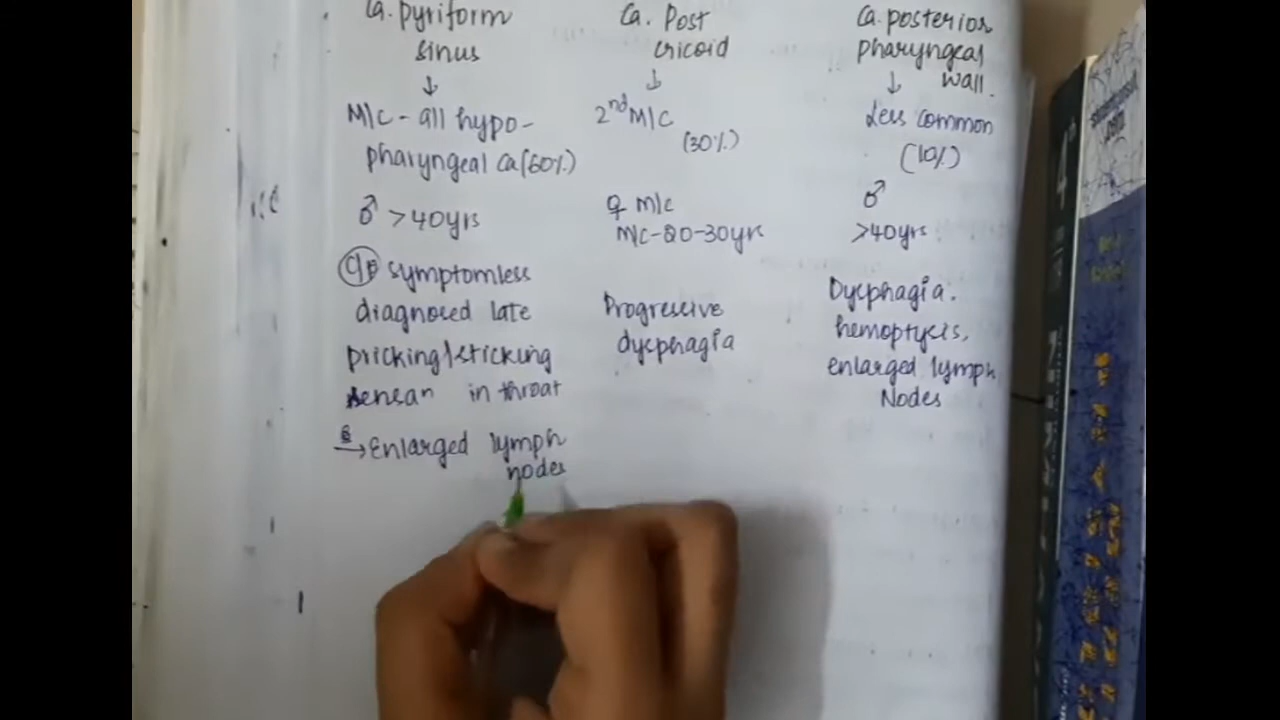 Ca. pyriform
sinus
↓
M/C - all hypo-
pharyngeal ca (60%)
♂ >40yrs
symptomless
diagnosed late
pricking/sticking
sensan in throat
→ Enlarged lymph
nodes
Ca. Post
cricoid
↓
2nd M/C
(30%)
♀ M/c
M/C-20-30yrs
Progressive
dysphagia
Ca. posterior
pharyngeal
wall.
↓
Less common
(10%)
♂
>40yrs
Dysphagia.
hemoptysis,
enlarged lymph
Nodes
4th